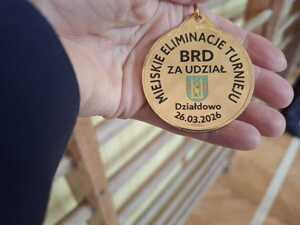 MIEJSKIE ELIMINACJE TURNIEJU
BRD
ZA UDZIAŁ
Działdowo
26.03.2026